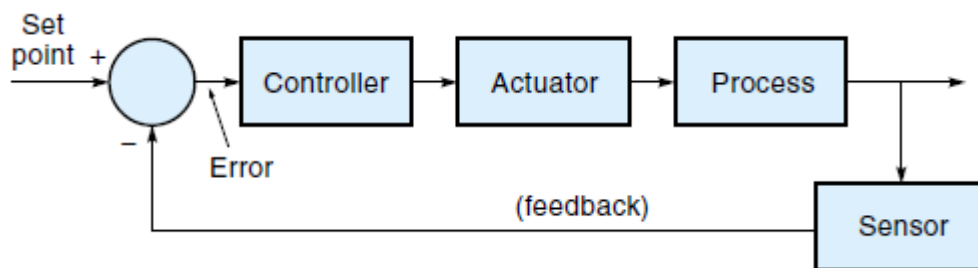 Set
point
+
Controller
Actuator
Process
−
Error
(feedback)
Sensor